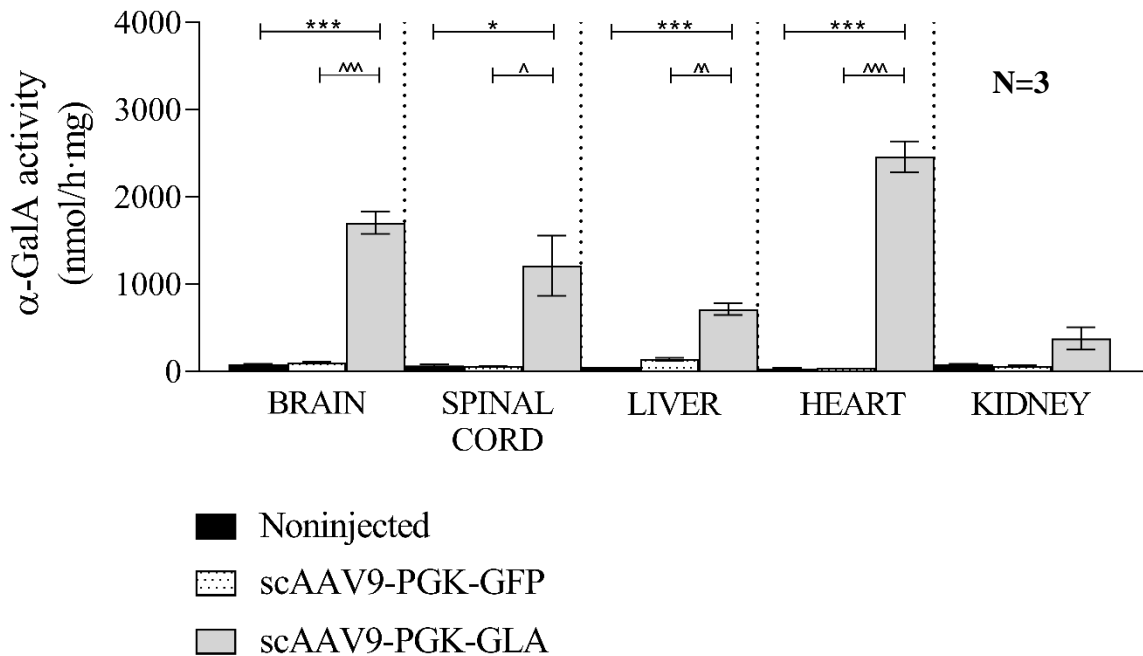 α-GalA activity
(nmol/h·mg)
4000
3000
2000
1000
0
*** * *** ***
^^^ ^ ^^ ^^^
N=3
BRAIN SPINAL CORD LIVER HEART KIDNEY
Noninjected
scAAV9-PGK-GFP
scAAV9-PGK-GLA